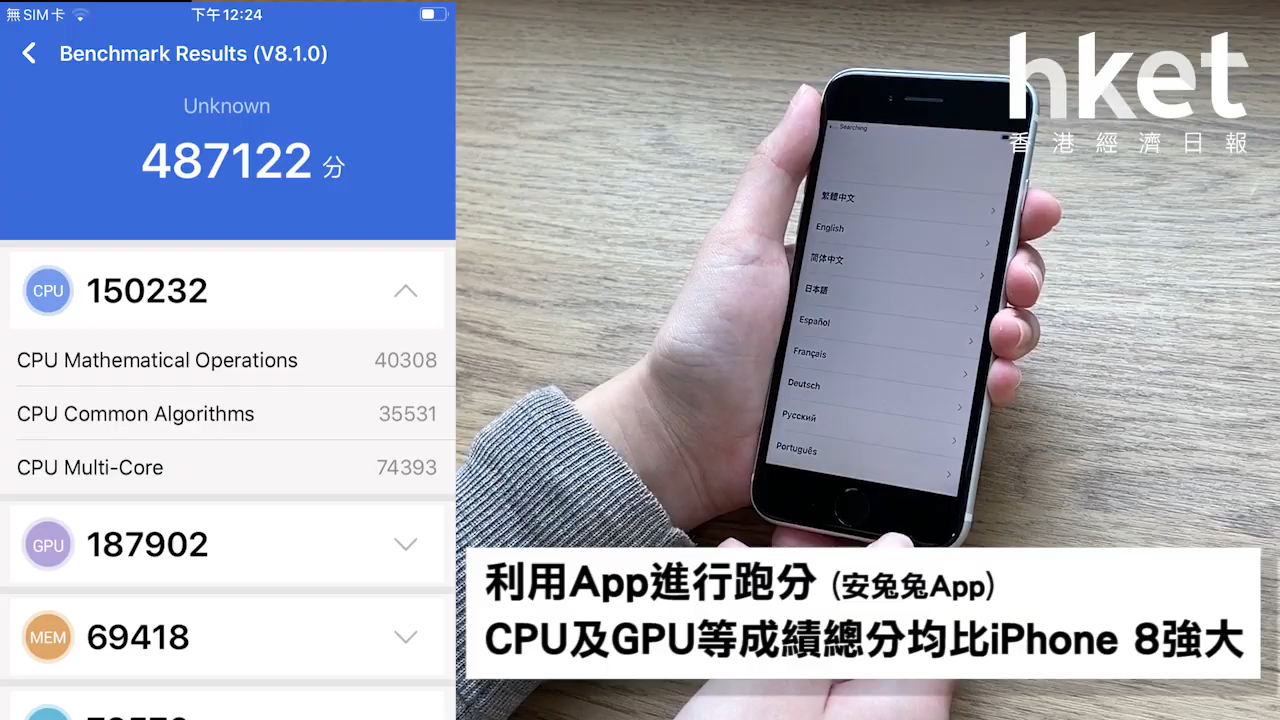 無SIM卡
下午12:24
Benchmark Results (V8.1.0)
Unknown
487122 分
CPU 150232
CPU Mathematical Operations 40308
CPU Common Algorithms 35531
CPU Multi-Core 74393
GPU 187902
MEM 69418
hket
香港經濟日報
Searching
繁體中文
English
简体中文
日本語
Español
Français
Deutsch
Русский
Português
利用App進行跑分 (安兔兔App)
CPU及GPU等成績總分均比iPhone 8強大